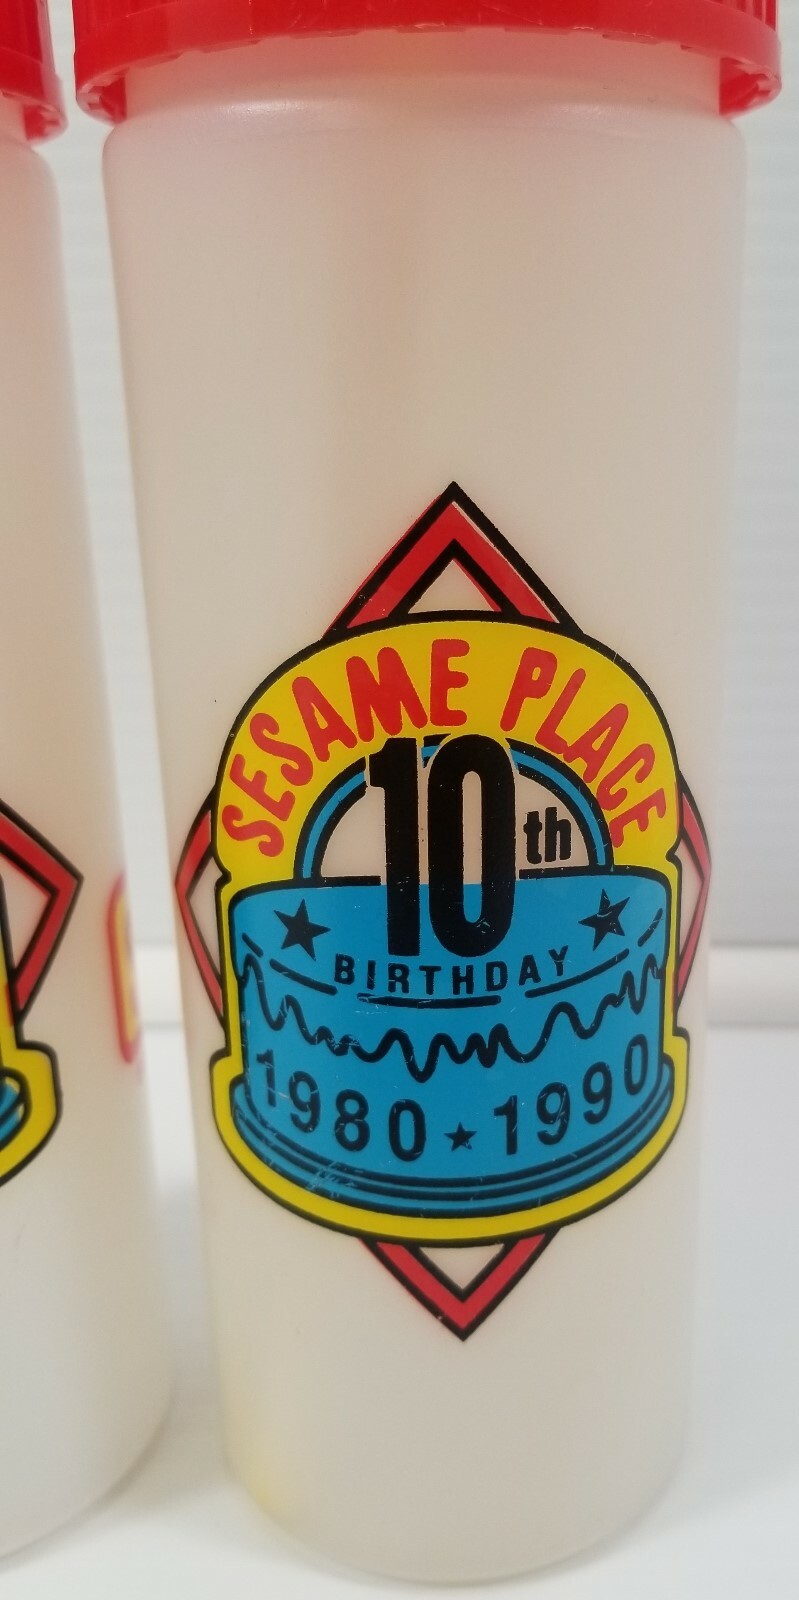 SESAME PLACE
10th
BIRTHDAY
1980★1990